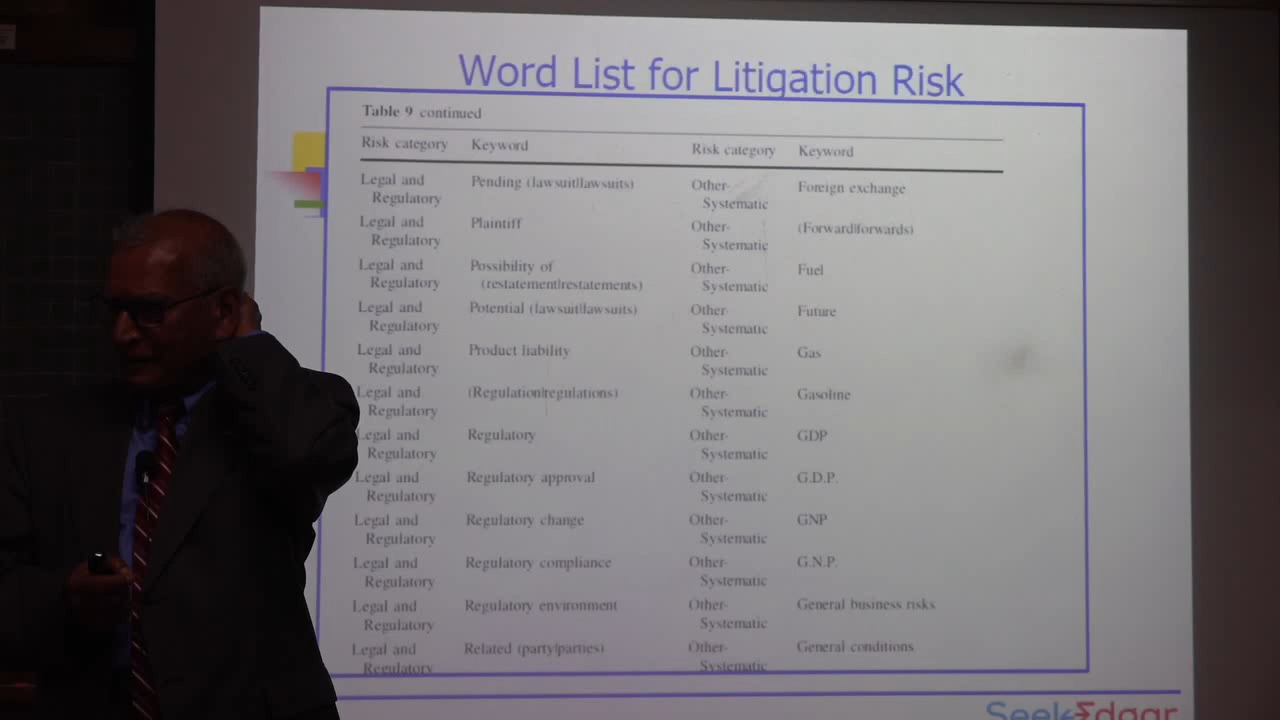 Word List for Litigation Risk
Table 9 continued
Risk category Keyword Risk category Keyword
Legal and Pending (lawsuit|lawsuits) Other- Foreign exchange
Regulatory Systematic
Legal and Plaintiff Other- (Forward|forwards)
Regulatory Systematic
Legal and Possibility of Other- Fuel
Regulatory (restatement|restatements) Systematic
Legal and Potential (lawsuit|lawsuits) Other- Future
Regulatory Systematic
Legal and Product liability Other- Gas
Regulatory Systematic
Legal and (Regulation|regulations) Other- Gasoline
Regulatory Systematic
Legal and Regulatory Other- GDP
Regulatory Systematic
Legal and Regulatory approval Other- G.D.P.
Regulatory Systematic
Legal and Regulatory change Other- GNP
Regulatory Systematic
Legal and Regulatory compliance Other- G.N.P.
Regulatory Systematic
Legal and Regulatory environment Other- General business risks
Regulatory Systematic
Legal and Related (party|parties) Other- General conditions
Regulatory Systematic
SeekEdgar